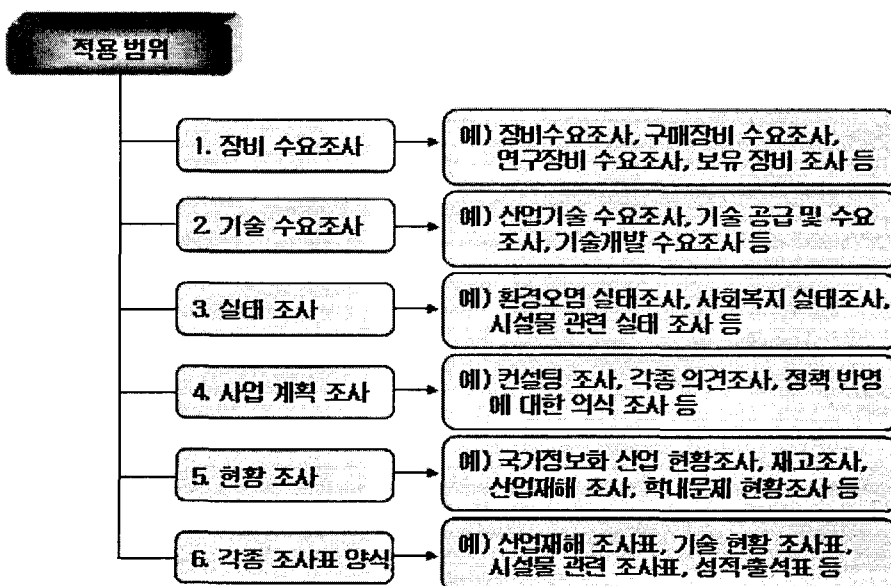 적용 범위
1. 장비 수요조사
예) 장비수요조사, 구매장비 수요조사,
연구장비 수요조사, 보유 장비 조사 등
2. 기술 수요조사
예) 산업기술 수요조사, 기술 공급 및 수요
조사, 기술개발 수요조사 등
3. 실태 조사
예) 환경오염 실태조사, 사회복지 실태조사,
시설물 관련 실태 조사 등
4. 사업 계획 조사
예) 컨설팅 조사, 각종 의견조사, 정책 반영
에 대한 의식 조사 등
5. 현황 조사
예) 국가정보화 산업 현황조사, 재고조사,
산업재해 조사, 학내문제 현황조사 등
6. 각종 조사표 양식
예) 산업재해 조사표, 기술 현황 조사표,
시설물 관련 조사표, 성적·출석표 등